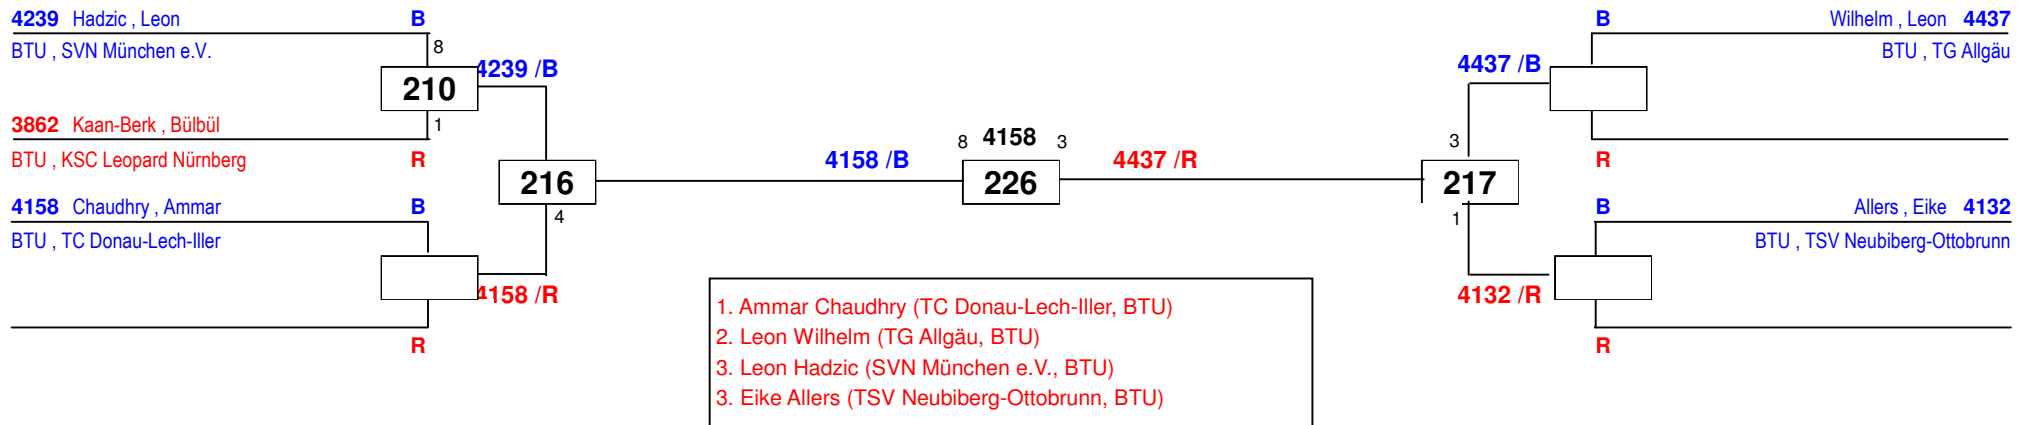 4239 Hadzic , Leon B
BTU , SVN München e.V.
8
210
4239 /B
3862 Kaan-Berk , Bülbül
1
BTU , KSC Leopard Nürnberg R
216
4
4158 Chaudhry , Ammar B
BTU , TC Donau-Lech-Iller
4158 /R
R
4158 /B
8 4158 3
226
4437 /R
B Wilhelm , Leon 4437
BTU , TG Allgäu
4437 /B
3
R
217
1
B Allers , Eike 4132
BTU , TSV Neubiberg-Ottobrunn
4132 /R
R
1. Ammar Chaudhry (TC Donau-Lech-Iller, BTU)
2. Leon Wilhelm (TG Allgäu, BTU)
3. Leon Hadzic (SVN München e.V., BTU)
3. Eike Allers (TSV Neubiberg-Ottobrunn, BTU)